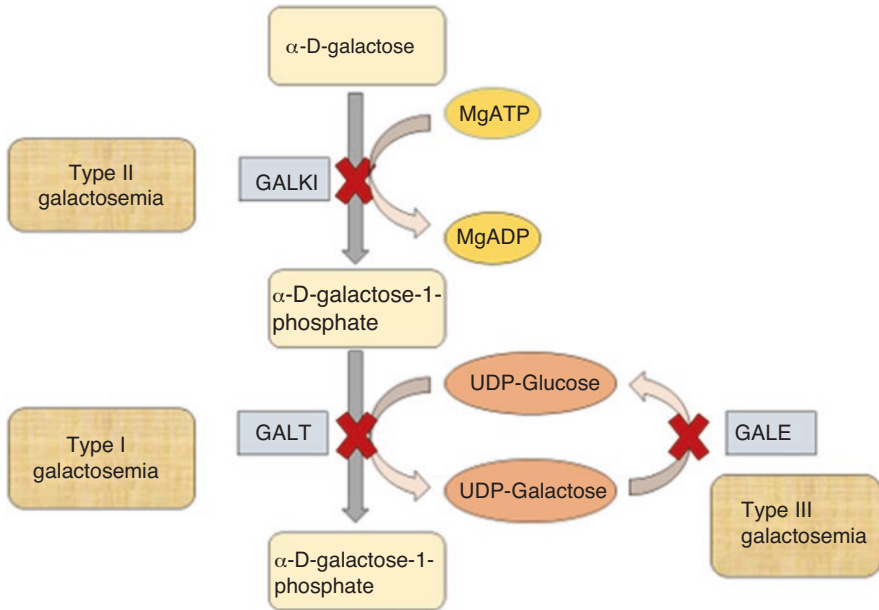 α-D-galactose
MgATP
Type II
galactosemia
GALKI
MgADP
α-D-galactose-1-
phosphate
UDP-Glucose
Type I
galactosemia
GALT
GALE
UDP-Galactose
Type III
galactosemia
α-D-galactose-1-
phosphate